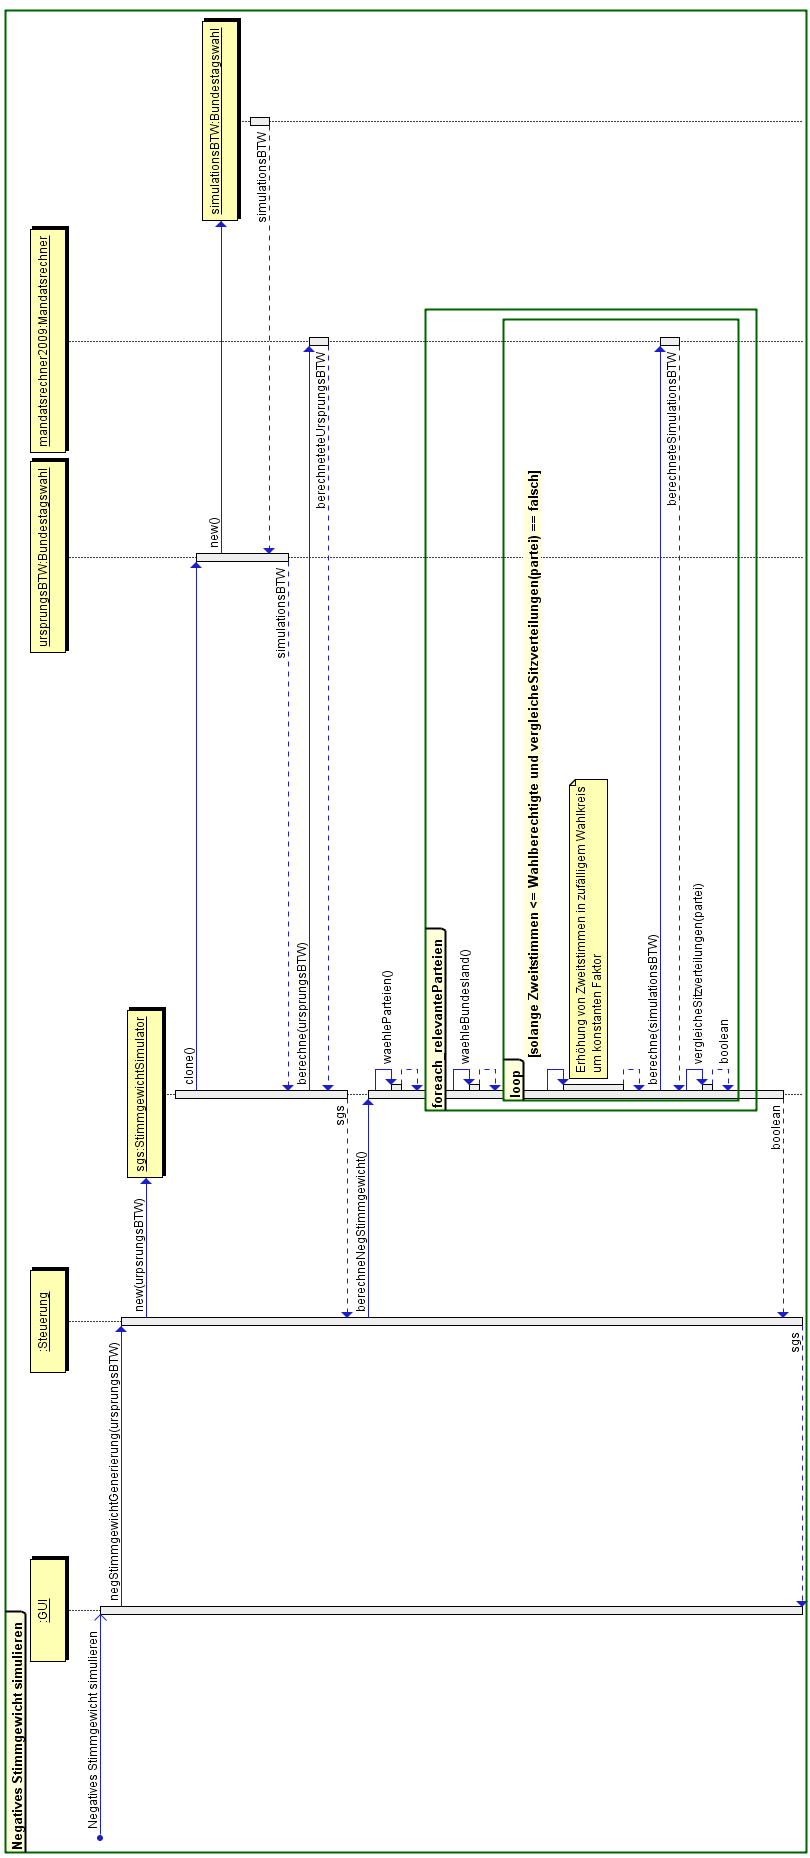 Negatives Stimmgewicht simulieren
:GUI
:Steuerung
ursprungsBTW:Bundestagswahl
mandatsrechner2009:Mandatsrechner
Negatives Stimmgewicht simulieren
negStimmgewichtGenerierung(ursprungsBTW)
new(urpsrungsBTW)
sgs:StimmgewichtSimulator
clone()
new()
simulationsBTW:Bundestagswahl
simulationsBTW
simulationsBTW
berechne(ursprungsBTW)
berechneteteUrsprungsBTW
sgs
berechneNegStimmgewicht()
waehleParteien()
foreach relevanteParteien
waehleBundesland()
loop
[solange Zweitstimmen <= Wahlberechtigte und vergleicheSitzverteilungen(partei) == falsch]
Erhöhung von Zweitstimmen in zufälligem Wahlkreis
um konstanten Faktor
berechne(simulationsBTW)
berechneteSimulationsBTW
vergleicheSitzverteilungen(partei)
boolean
boolean
sgs